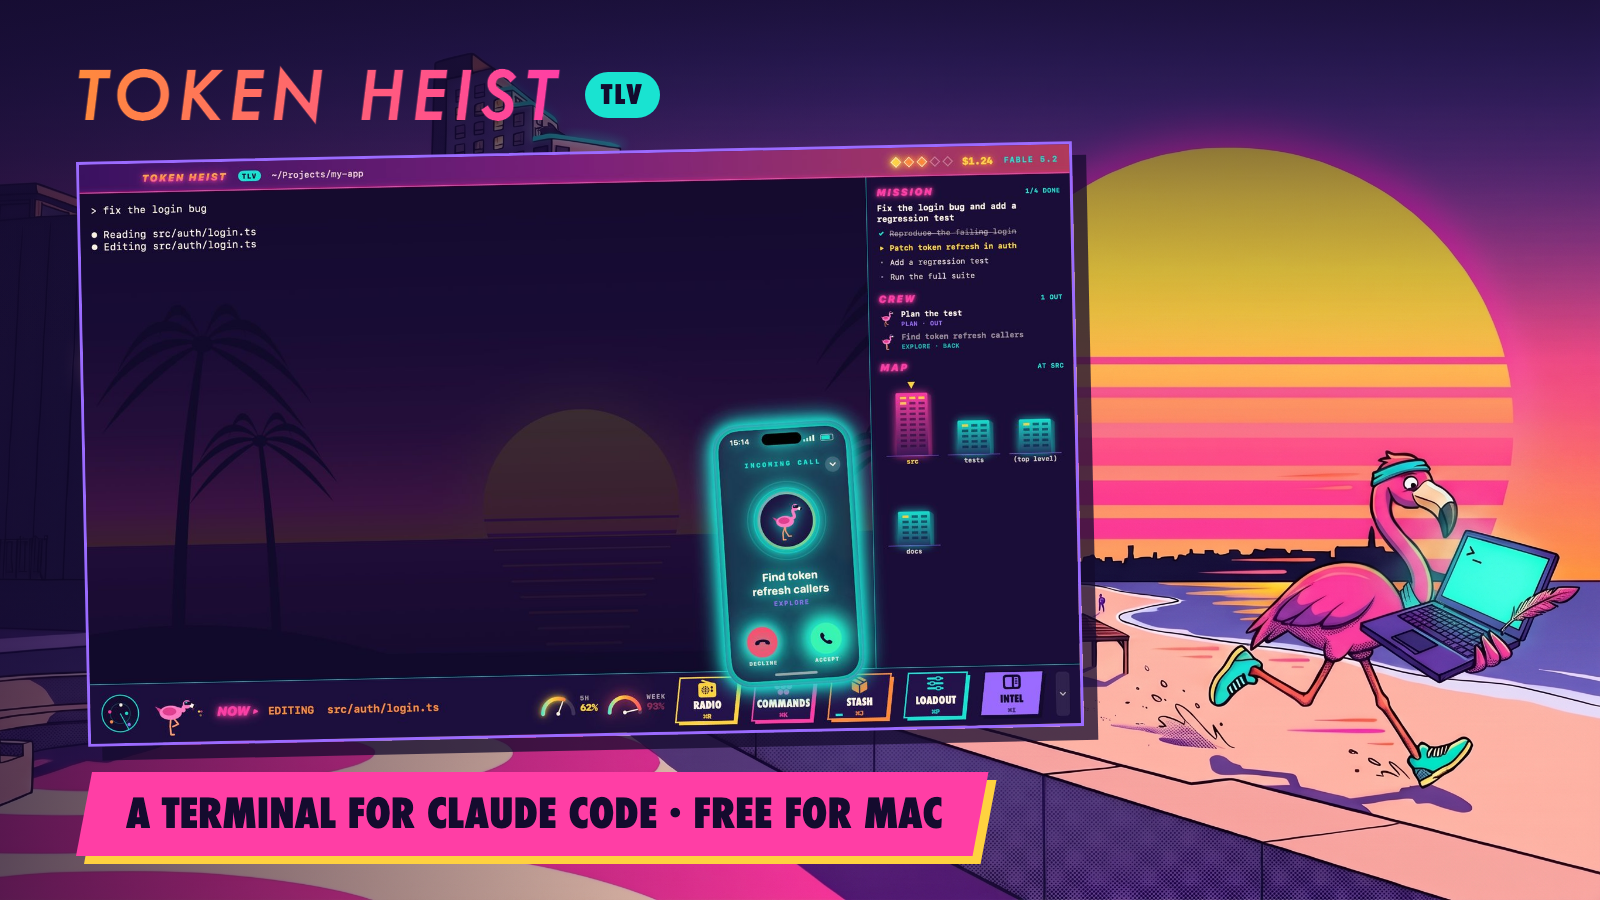 TOKEN HEIST TLV
TOKEN HEIST TLV ~/Projects/my-app
$1.24 FABLE 5.2
> fix the login bug
● Reading src/auth/login.ts
● Editing src/auth/login.ts
MISSION 1/4 DONE
Fix the login bug and add a
regression test
✓ Reproduce the failing login
▸ Patch token refresh in auth
· Add a regression test
· Run the full suite
CREW 1 OUT
Plan the test
PLAN · OUT
Find token refresh callers
EXPLORE · BACK
MAP AT SRC
src tests (top level)
docs
15:14
INCOMING CALL
Find token
refresh callers
EXPLORE
DECLINE ACCEPT
NOW ▸ EDITING src/auth/login.ts
5H
62%
WEEK
93%
RADIO
⌘R
COMMANDS
⌘K
STASH
⌘J
LOADOUT
⌘P
INTEL
⌘I
>_
A TERMINAL FOR CLAUDE CODE · FREE FOR MAC